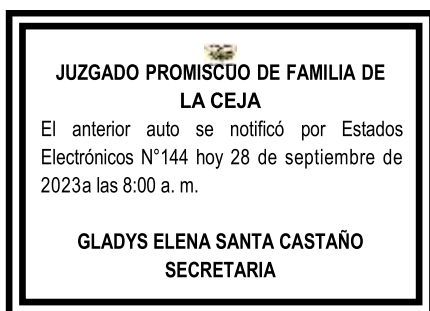 JUZGADO PROMISCUO DE FAMILIA DE
LA CEJA
El anterior auto se notificó por Estados
Electrónicos N°144 hoy 28 de septiembre de
2023a las 8:00 a. m.
GLADYS ELENA SANTA CASTAÑO
SECRETARIA